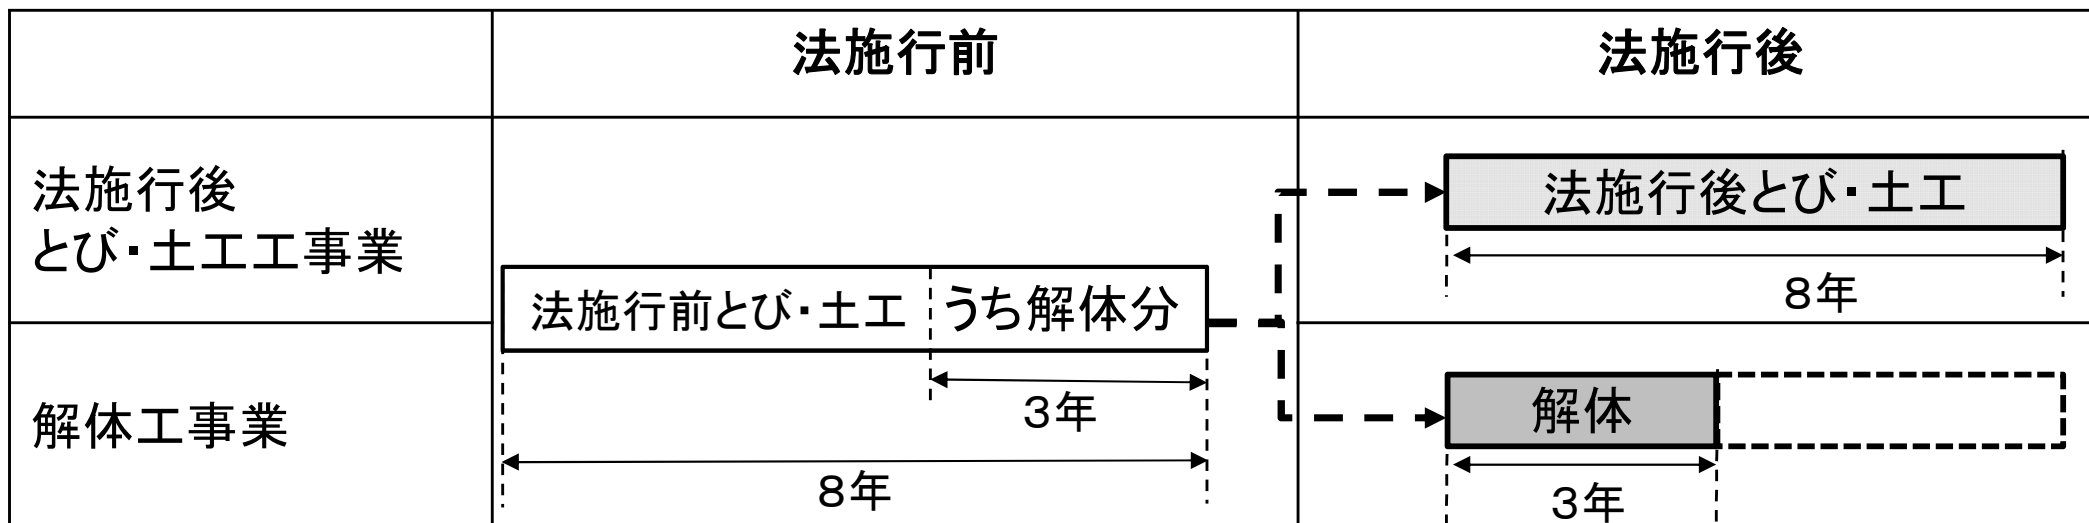 法施行前
法施行後
法施行後
とび・土工工事業
法施行前とび・土工
うち解体分
3年
8年
法施行後とび・土工
8年
解体工事業
解体
3年